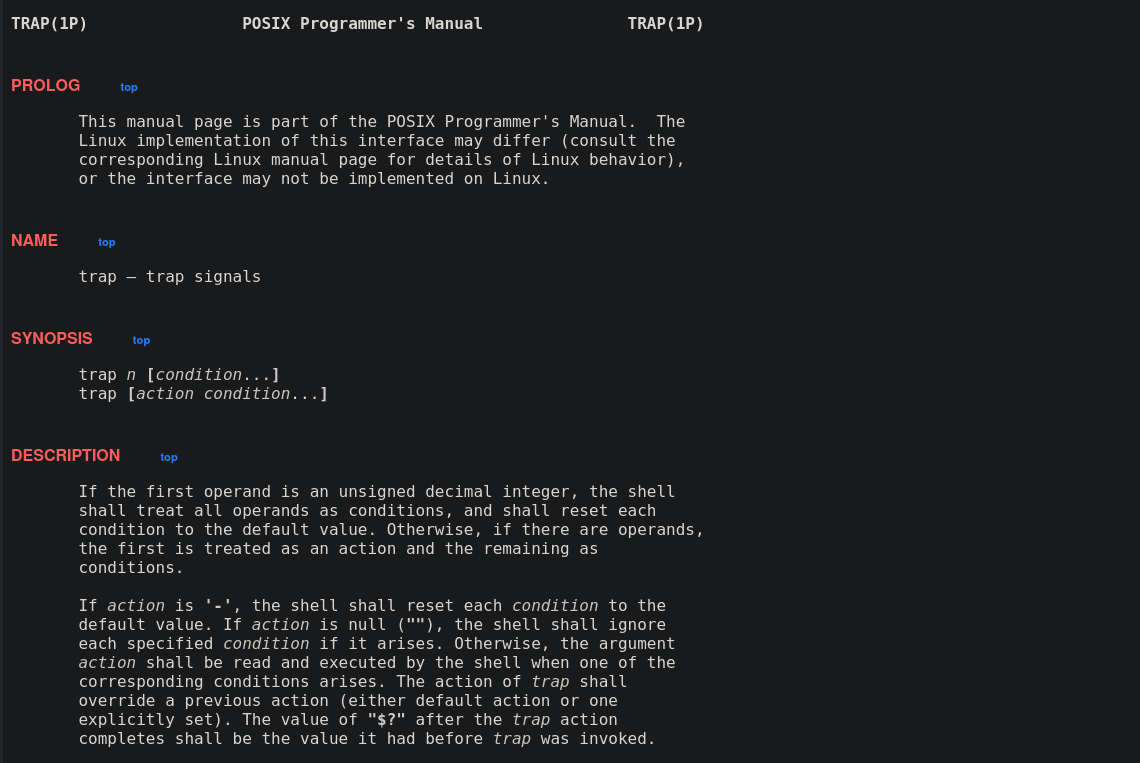 TRAP(1P) POSIX Programmer's Manual TRAP(1P)
PROLOG top
This manual page is part of the POSIX Programmer's Manual. The
Linux implementation of this interface may differ (consult the
corresponding Linux manual page for details of Linux behavior),
or the interface may not be implemented on Linux.
NAME top
trap — trap signals
SYNOPSIS top
trap n [condition...]
trap [action condition...]
DESCRIPTION top
If the first operand is an unsigned decimal integer, the shell
shall treat all operands as conditions, and shall reset each
condition to the default value. Otherwise, if there are operands,
the first is treated as an action and the remaining as
conditions.
If action is '-', the shell shall reset each condition to the
default value. If action is null (""), the shell shall ignore
each specified condition if it arises. Otherwise, the argument
action shall be read and executed by the shell when one of the
corresponding conditions arises. The action of trap shall
override a previous action (either default action or one
explicitly set). The value of "$?" after the trap action
completes shall be the value it had before trap was invoked.